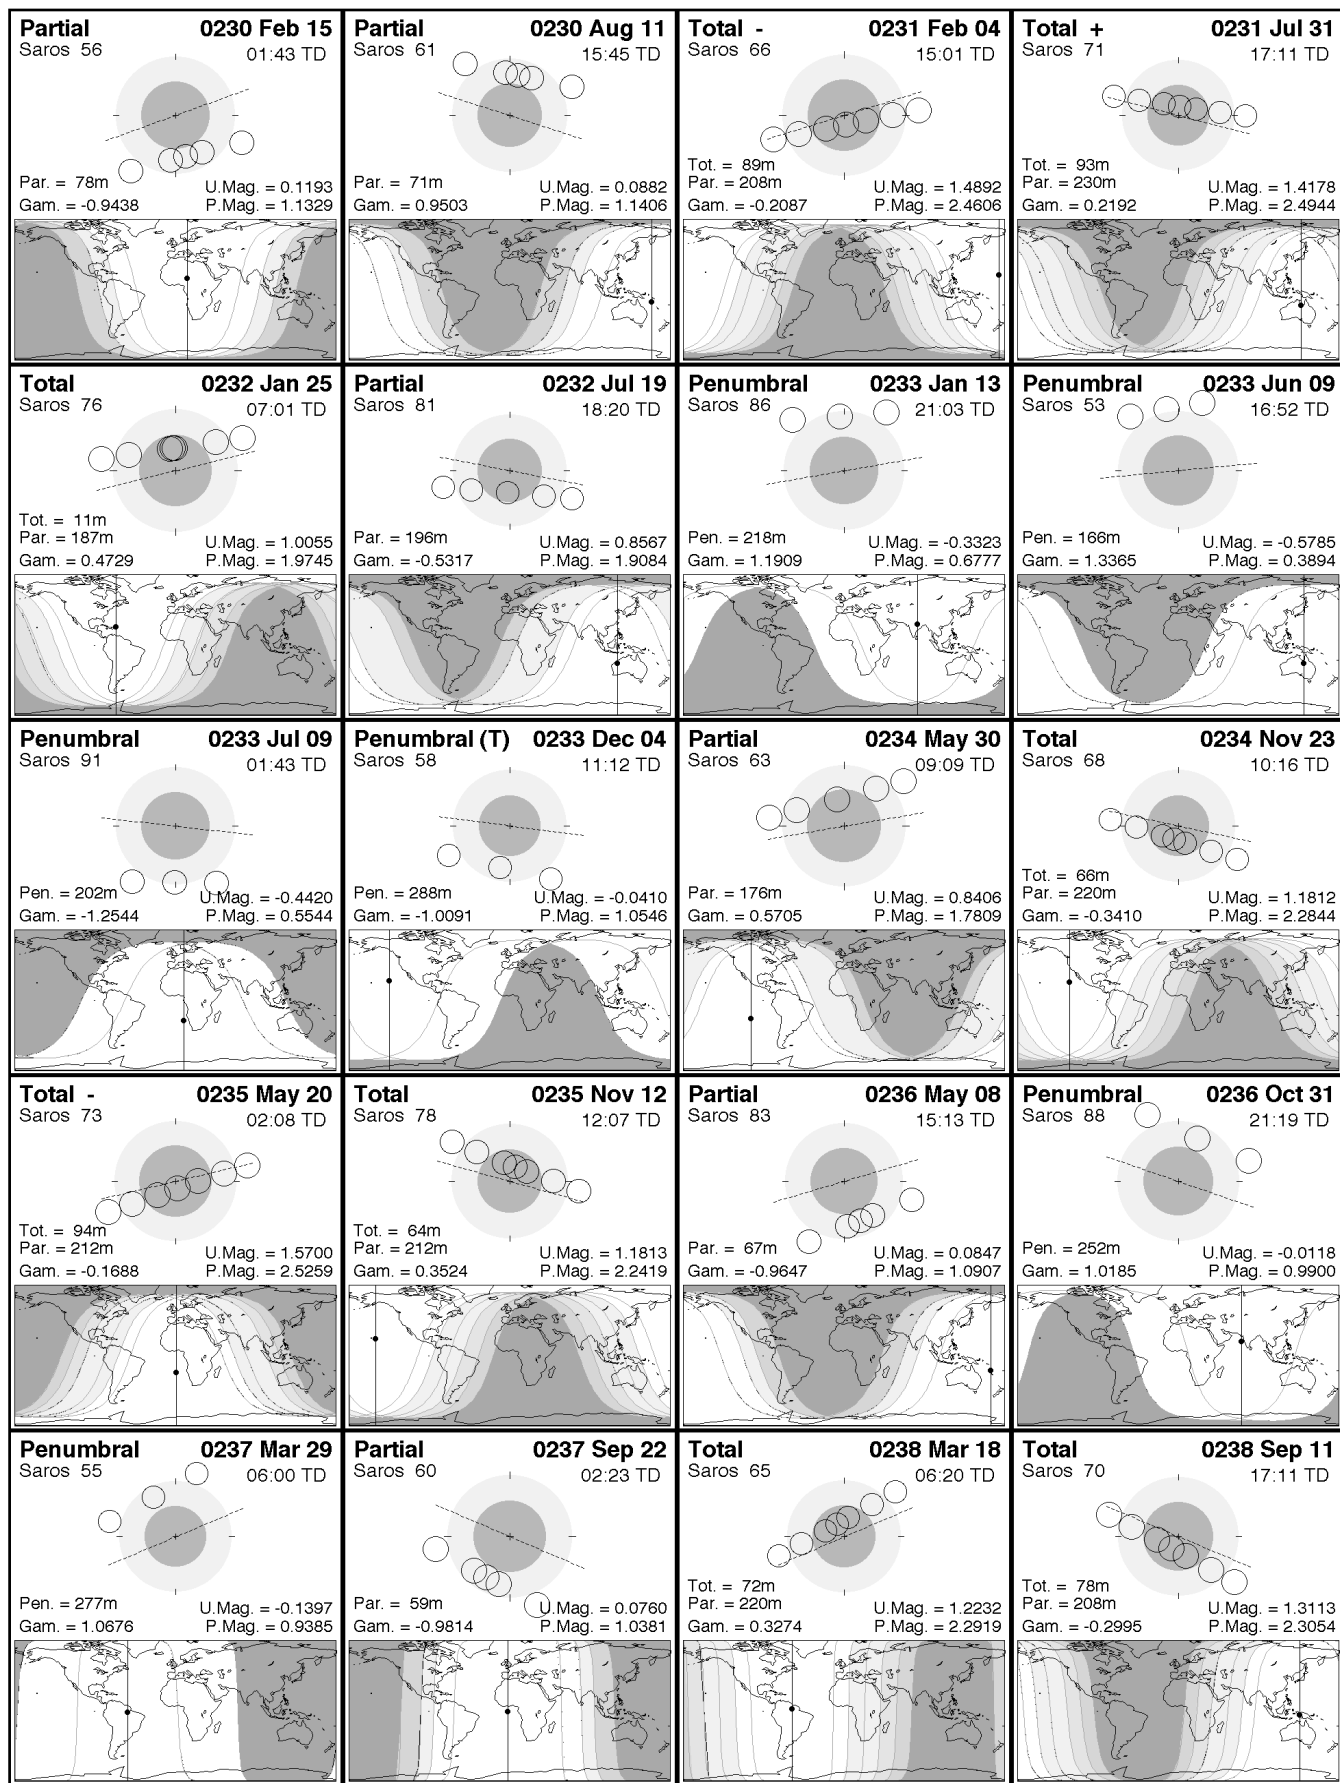 Partial 0230 Feb 15
Saros 56 01:43 TD
Par. = 78m U.Mag. = 0.1193
Gam. = -0.9438 P.Mag. = 1.1329
Partial 0230 Aug 11
Saros 61 15:45 TD
Par. = 71m U.Mag. = 0.0882
Gam. = 0.9503 P.Mag. = 1.1406
Total - 0231 Feb 04
Saros 66 15:01 TD
Tot. = 89m
Par. = 208m U.Mag. = 1.4892
Gam. = -0.2087 P.Mag. = 2.4606
Total + 0231 Jul 31
Saros 71 17:11 TD
Tot. = 93m
Par. = 230m U.Mag. = 1.4178
Gam. = 0.2192 P.Mag. = 2.4944
Total 0232 Jan 25
Saros 76 07:01 TD
Tot. = 11m
Par. = 187m U.Mag. = 1.0055
Gam. = 0.4729 P.Mag. = 1.9745
Partial 0232 Jul 19
Saros 81 18:20 TD
Par. = 196m U.Mag. = 0.8567
Gam. = -0.5317 P.Mag. = 1.9084
Penumbral 0233 Jan 13
Saros 86 21:03 TD
Pen. = 218m U.Mag. = -0.3323
Gam. = 1.1909 P.Mag. = 0.6777
Penumbral 0233 Jun 09
Saros 53 16:52 TD
Pen. = 166m U.Mag. = -0.5785
Gam. = 1.3365 P.Mag. = 0.3894
Penumbral 0233 Jul 09
Saros 91 01:43 TD
Pen. = 202m U.Mag. = -0.4420
Gam. = -1.2544 P.Mag. = 0.5544
Penumbral (T) 0233 Dec 04
Saros 58 11:12 TD
Pen. = 288m U.Mag. = -0.0410
Gam. = -1.0091 P.Mag. = 1.0546
Partial 0234 May 30
Saros 63 09:09 TD
Par. = 176m U.Mag. = 0.8406
Gam. = 0.5705 P.Mag. = 1.7809
Total 0234 Nov 23
Saros 68 10:16 TD
Tot. = 66m
Par. = 220m U.Mag. = 1.1812
Gam. = -0.3410 P.Mag. = 2.2844
Total - 0235 May 20
Saros 73 02:08 TD
Tot. = 94m
Par. = 212m U.Mag. = 1.5700
Gam. = -0.1688 P.Mag. = 2.5259
Total 0235 Nov 12
Saros 78 12:07 TD
Tot. = 64m
Par. = 212m U.Mag. = 1.1813
Gam. = 0.3524 P.Mag. = 2.2419
Partial 0236 May 08
Saros 83 15:13 TD
Par. = 67m U.Mag. = 0.0847
Gam. = -0.9647 P.Mag. = 1.0907
Penumbral 0236 Oct 31
Saros 88 21:19 TD
Pen. = 252m U.Mag. = -0.0118
Gam. = 1.0185 P.Mag. = 0.9900
Penumbral 0237 Mar 29
Saros 55 06:00 TD
Pen. = 277m U.Mag. = -0.1397
Gam. = 1.0676 P.Mag. = 0.9385
Partial 0237 Sep 22
Saros 60 02:23 TD
Par. = 59m U.Mag. = 0.0760
Gam. = -0.9814 P.Mag. = 1.0381
Total 0238 Mar 18
Saros 65 06:20 TD
Tot. = 72m
Par. = 220m U.Mag. = 1.2232
Gam. = 0.3274 P.Mag. = 2.2919
Total 0238 Sep 11
Saros 70 17:11 TD
Tot. = 78m
Par. = 208m U.Mag. = 1.3113
Gam. = -0.2995 P.Mag. = 2.3054